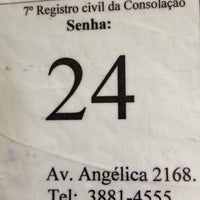 7º Registro civil da Consolação
Senha:
24
Av. Angélica 2168.
Tel: 3881-4555